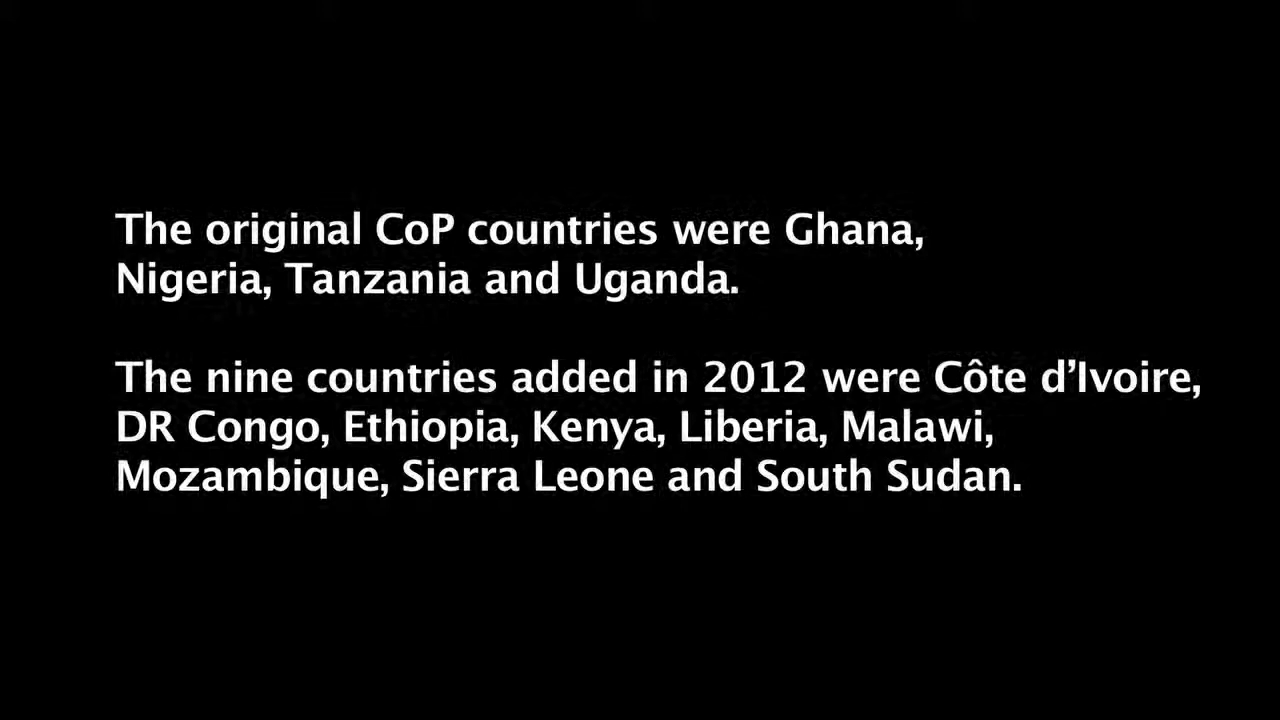 The original CoP countries were Ghana,
Nigeria, Tanzania and Uganda.
The nine countries added in 2012 were Côte d’Ivoire,
DR Congo, Ethiopia, Kenya, Liberia, Malawi,
Mozambique, Sierra Leone and South Sudan.